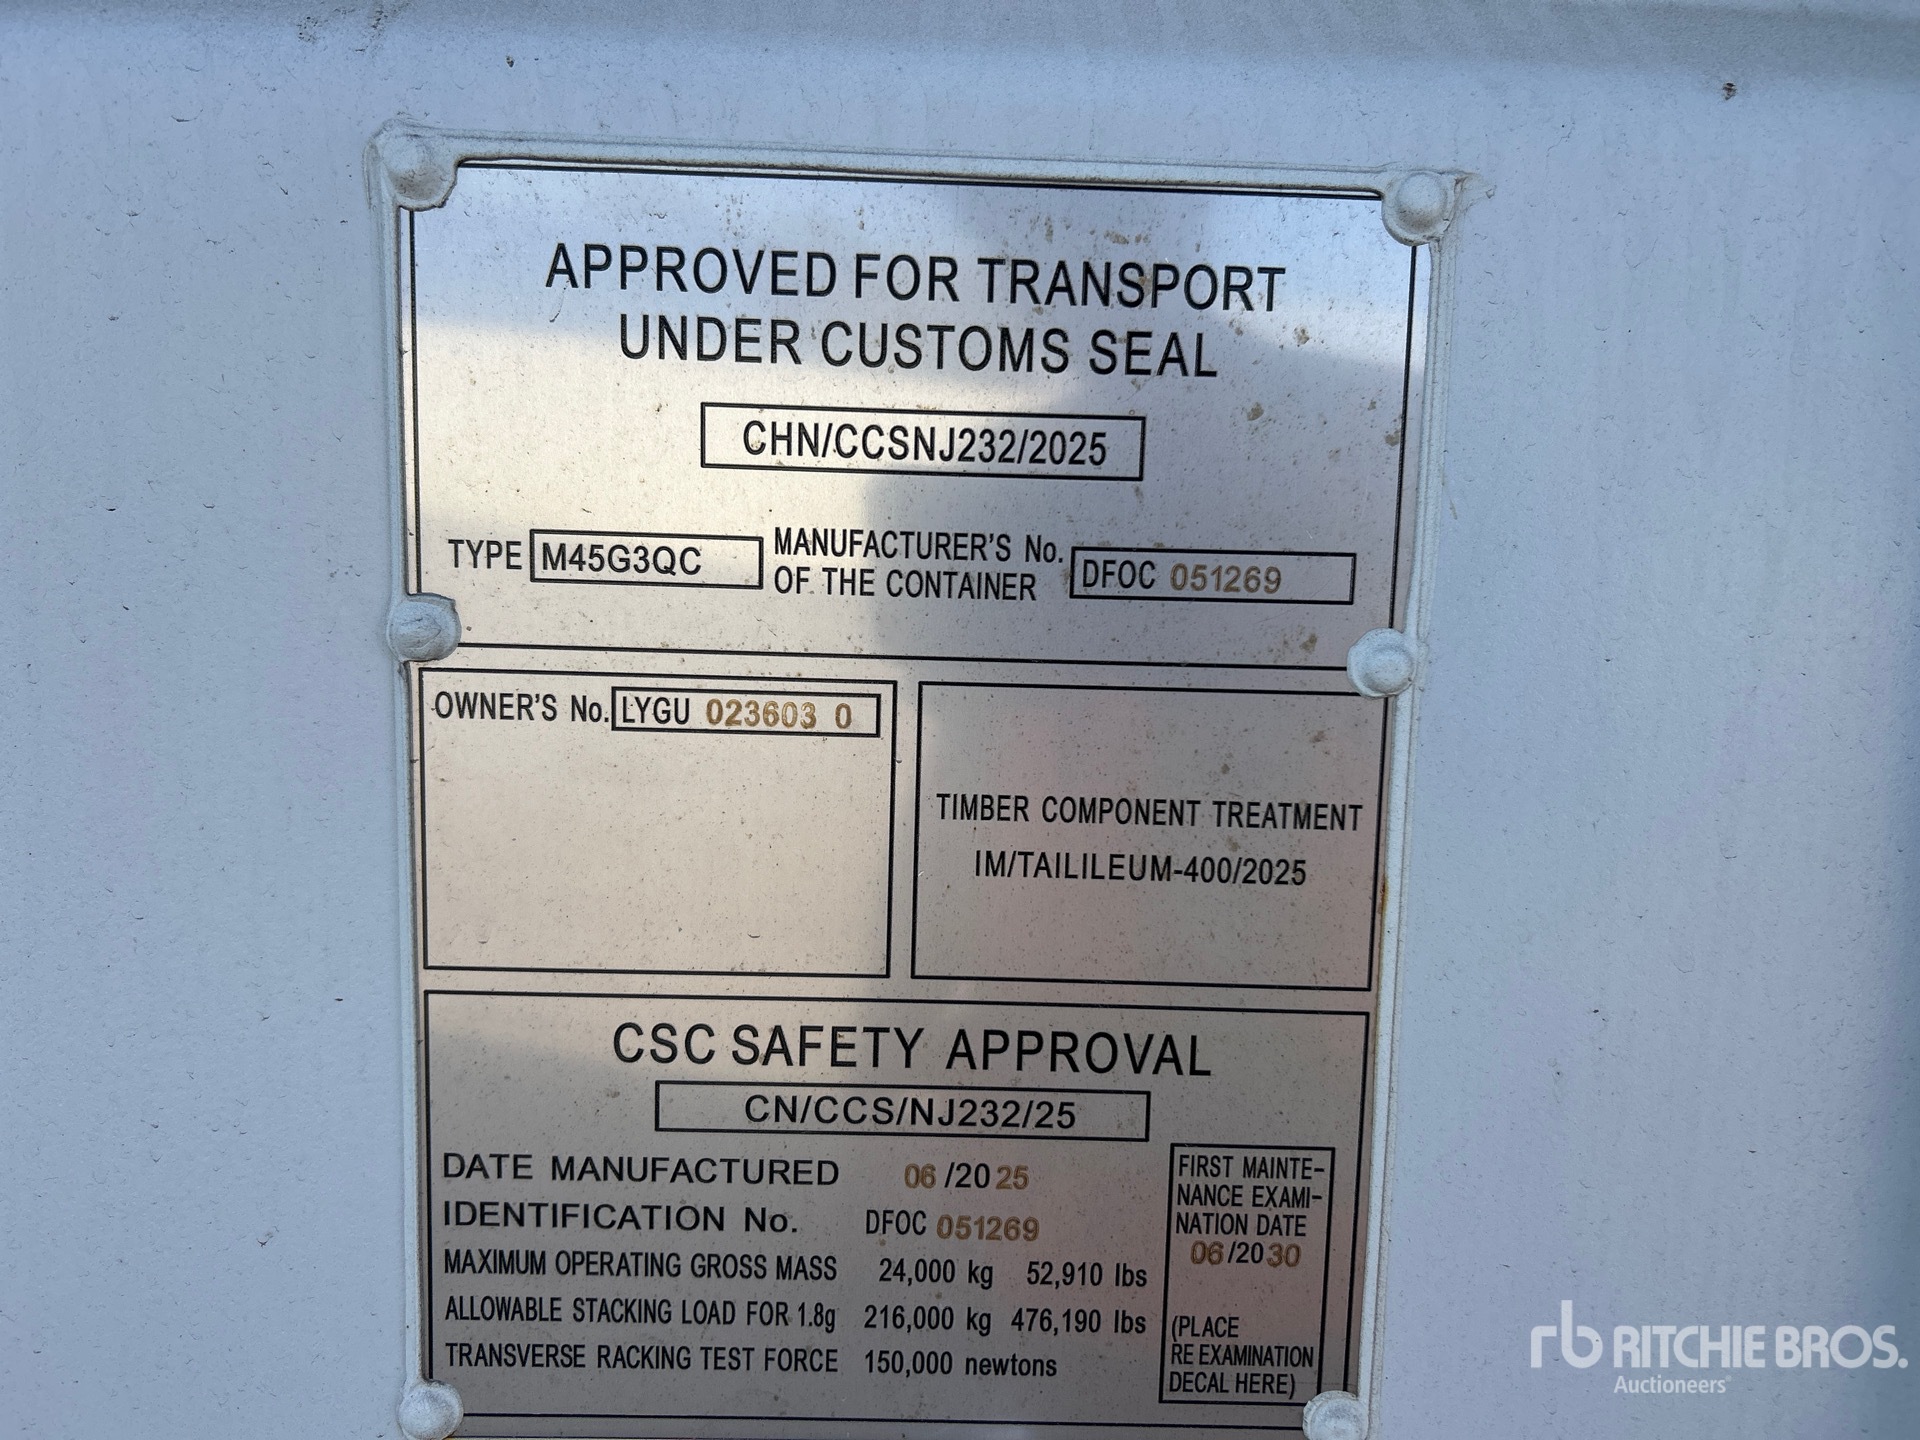 APPROVED FOR TRANSPORT
UNDER CUSTOMS SEAL
CHN/CCSNJ232/2025
TYPE M45G3QC MANUFACTURER'S No. OF THE CONTAINER DFOC 051269
OWNER'S No. LYGU 023603 0
TIMBER COMPONENT TREATMENT
IM/TAILILEUM-400/2025
CSC SAFETY APPROVAL
CN/CCS/NJ232/25
DATE MANUFACTURED 06/2025
IDENTIFICATION No. DFOC 051269
MAXIMUM OPERATING GROSS MASS 24,000 kg 52,910 lbs
ALLOWABLE STACKING LOAD FOR 1.8g 216,000 kg 476,190 lbs
TRANSVERSE RACKING TEST FORCE 150,000 newtons
FIRST MAINTE-
NANCE EXAMI-
NATION DATE
06/2030
(PLACE
RE EXAMINATION
DECAL HERE)
rb RITCHIE BROS.
Auctioneers